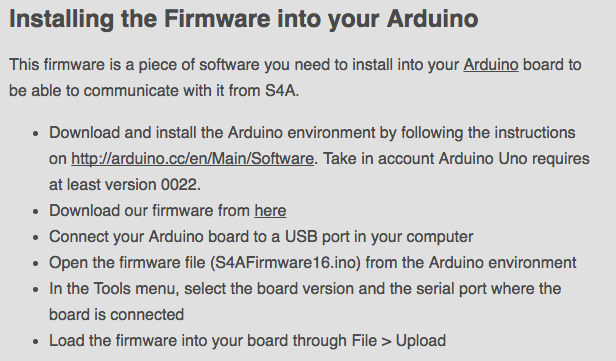 Installing the Firmware into your Arduino
This firmware is a piece of software you need to install into your Arduino board to
be able to communicate with it from S4A.
• Download and install the Arduino environment by following the instructions
on http://arduino.cc/en/Main/Software. Take in account Arduino Uno requires
at least version 0022.
• Download our firmware from here
• Connect your Arduino board to a USB port in your computer
• Open the firmware file (S4AFirmware16.ino) from the Arduino environment
• In the Tools menu, select the board version and the serial port where the
board is connected
• Load the firmware into your board through File > Upload